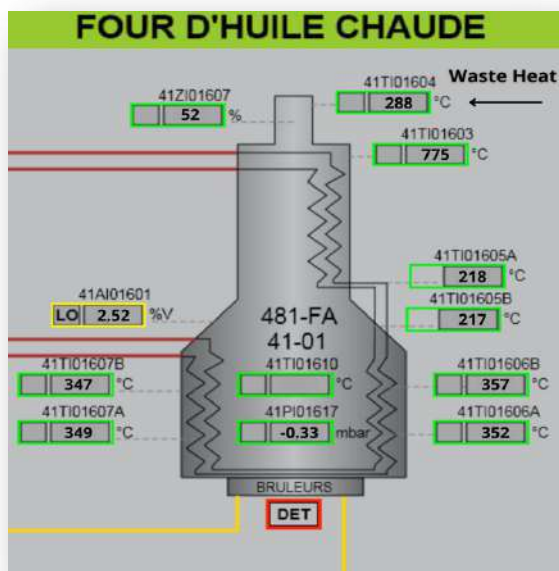 FOUR D'HUILE CHAUDE
41TI01604
Waste Heat
41ZI01607
288 °C
52 %
41TI01603
775 °C
41TI01605A
218 °C
41AI01601
41TI01605B
LO 2.52 %V
481-FA
217 °C
41-01
41TI01607B
41TI01610
41TI01606B
347 °C
°C
357 °C
41TI01607A
41PI01617
41TI01606A
349 °C
-0.33 mbar
352 °C
BRULEURS
DET